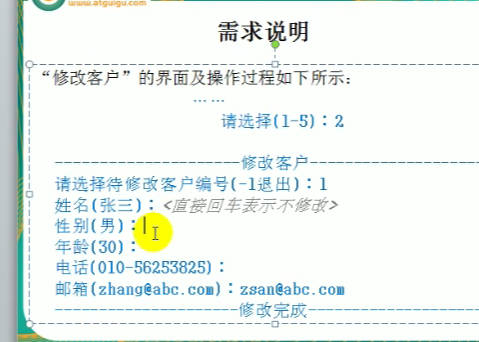 www.atguigu.com
需求说明
“修改客户”的界面及操作过程如下所示：
……
请选择(1-5)：2
---------------------修改客户-------------------
请选择待修改客户编号(-1退出)：1
姓名(张三)：<直接回车表示不修改>
性别(男)：
年龄(30)：
电话(010-56253825)：
邮箱(zhang@abc.com)：zsan@abc.com
---------------------修改完成-------------------